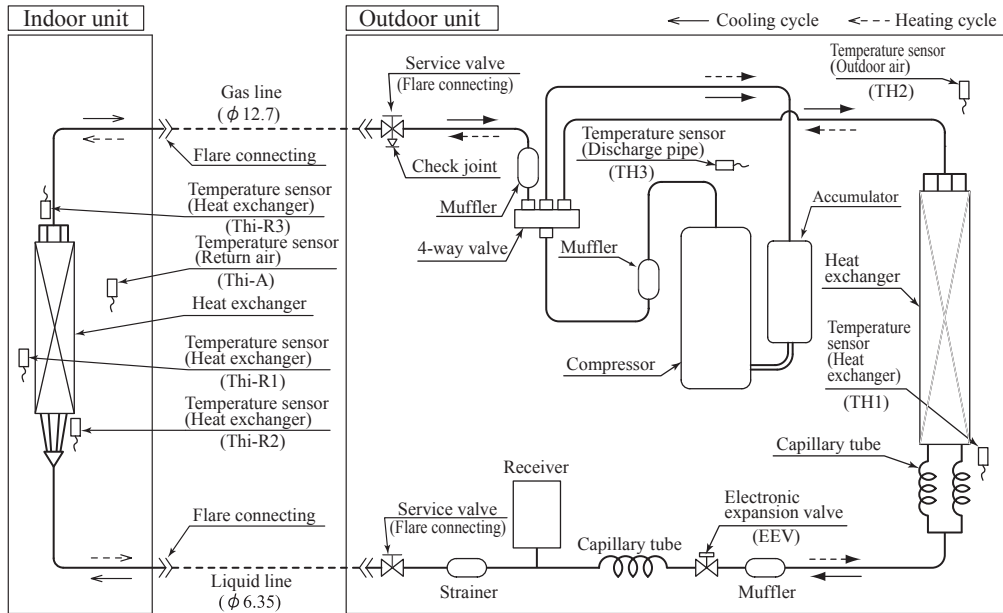 Indoor unit
Outdoor unit
Cooling cycle
Heating cycle
Gas line
(ϕ 12.7)
Flare connecting
Service valve
(Flare connecting)
Check joint
Muffler
4-way valve
Temperature sensor
(Discharge pipe)
(TH3)
Muffler
Temperature sensor
(Outdoor air)
(TH2)
Accumulator
Heat
exchanger
Temperature
sensor
(Heat
exchanger)
(TH1)
Compressor
Capillary tube
Temperature sensor
(Heat exchanger)
(Thi-R3)
Temperature sensor
(Return air)
(Thi-A)
Heat exchanger
Temperature sensor
(Heat exchanger)
(Thi-R1)
Temperature sensor
(Heat exchanger)
(Thi-R2)
Flare connecting
Liquid line
(ϕ 6.35)
Service valve
(Flare connecting)
Strainer
Receiver
Capillary tube
Electronic
expansion valve
(EEV)
Muffler